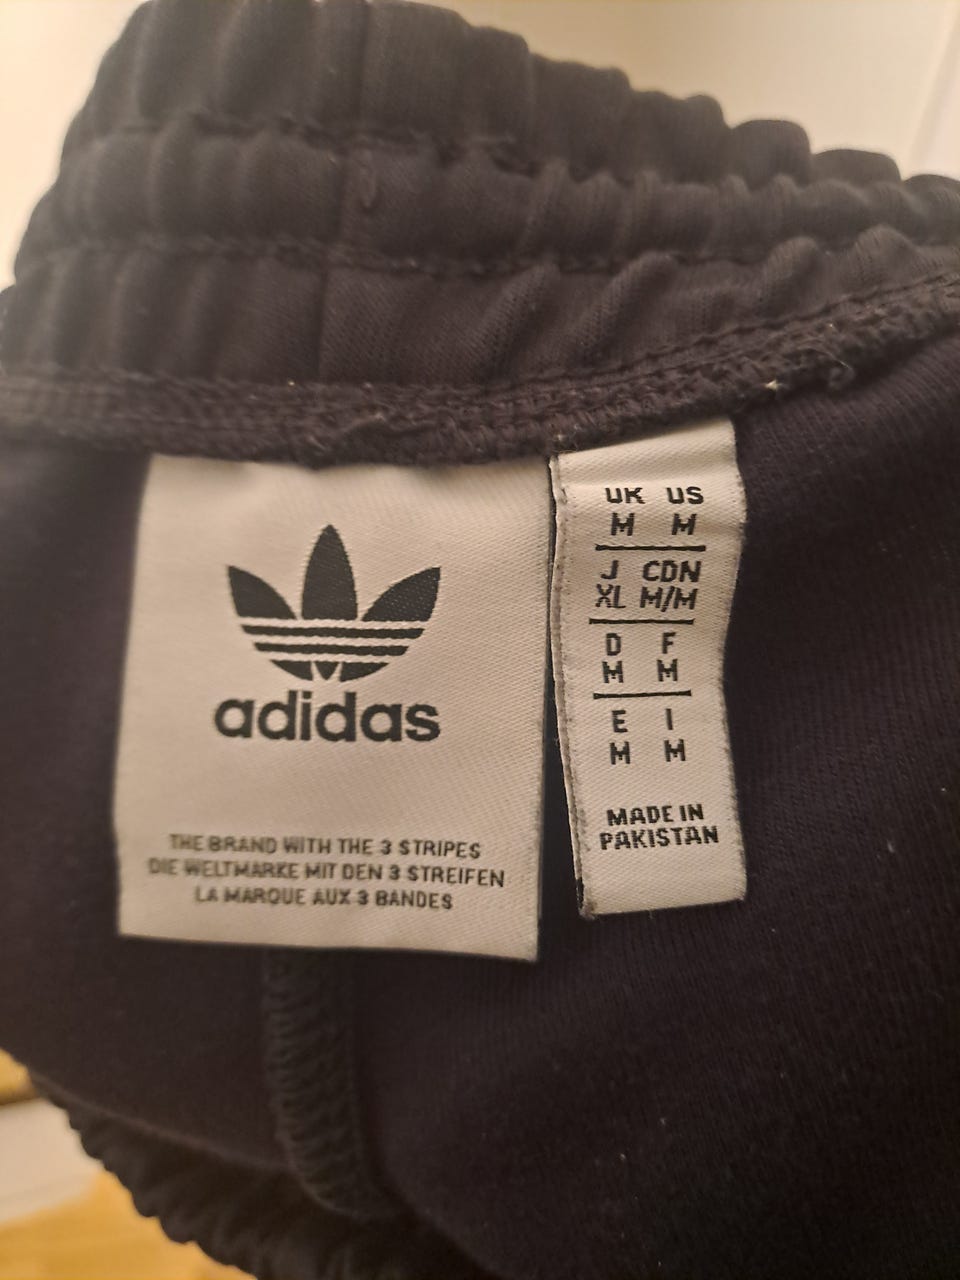 adidas
THE BRAND WITH THE 3 STRIPES
DIE WELTMARKE MIT DEN 3 STREIFEN
LA MARQUE AUX 3 BANDES
UK US
M M
J CDN
XL M/M
D F
M M
E I
M M
MADE IN
PAKISTAN